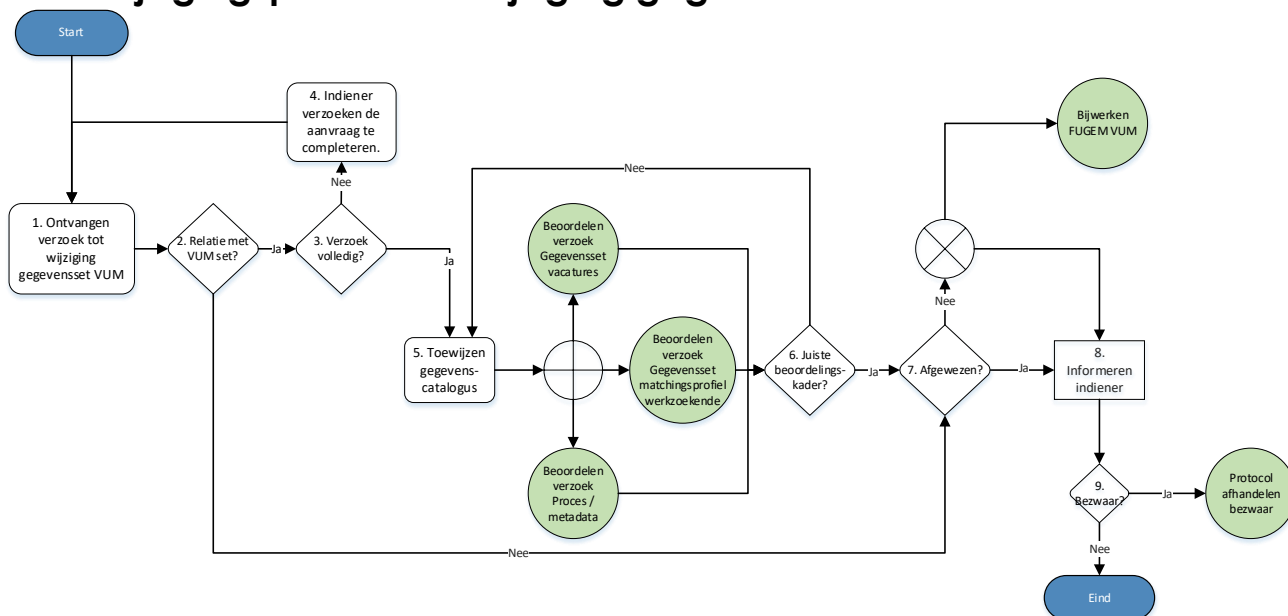 Start
4. Indiener
verzoeken de
aanvraag te
completeren.
Bijwerken
FUGEM VUM
Nee
Nee
1. Ontvangen
verzoek tot
wijziging
gegevensset VUM
2. Relatie met
VUM set?
Ja
3. Verzoek
volledig?
Ja
Beoordelen
verzoek
Gegevensset
vacatures
Nee
5. Toewijzen
gegevens-
catalogus
Beoordelen
verzoek
Gegevensset
matchingsprofiel
werkzoekende
6. Juiste
beoordelings-
kader?
Ja
7. Afgewezen?
Ja
8.
Informeren
indiener
Beoordelen
verzoek
Proces /
metadata
9.
Bezwaar?
Ja
Protocol
afhandelen
bezwaar
Nee
Nee
Eind